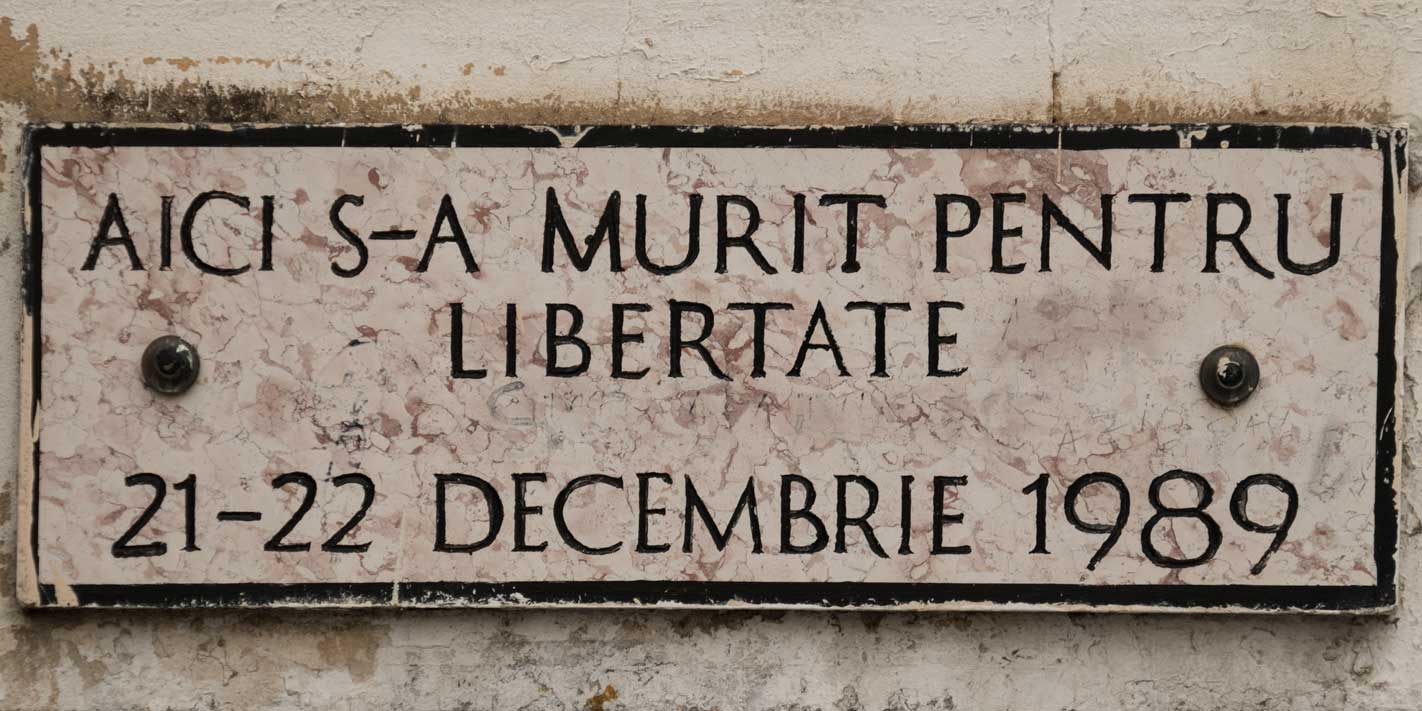 AICI S-A MURIT PENTRU
LIBERTATE
21-22 DECEMBRIE 1989